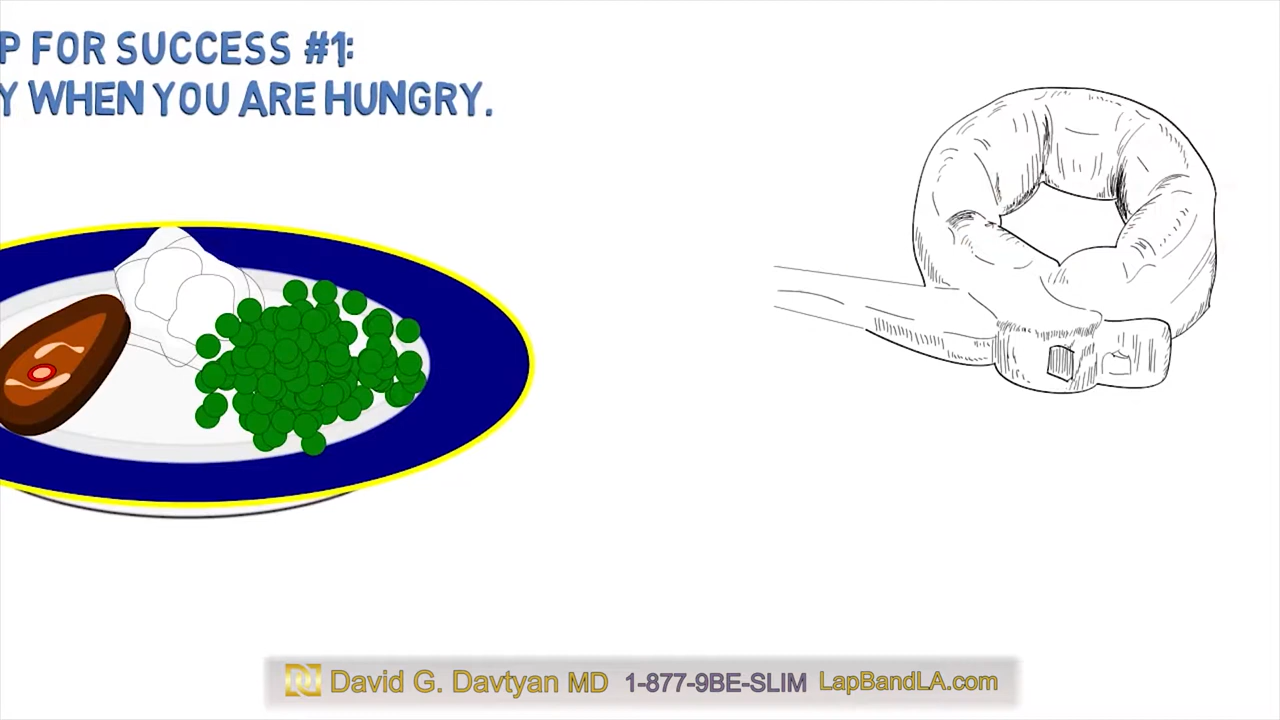 P FOR SUCCESS #1:
Y WHEN YOU ARE HUNGRY.
David G. Davtyan MD 1-877-9BE-SLIM LapBandLA.com